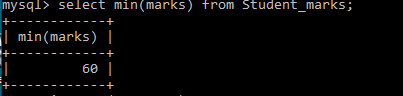 mysql> select min(marks) from Student_marks;
+------------+
| min(marks) |
+------------+
|         60 |
+------------+